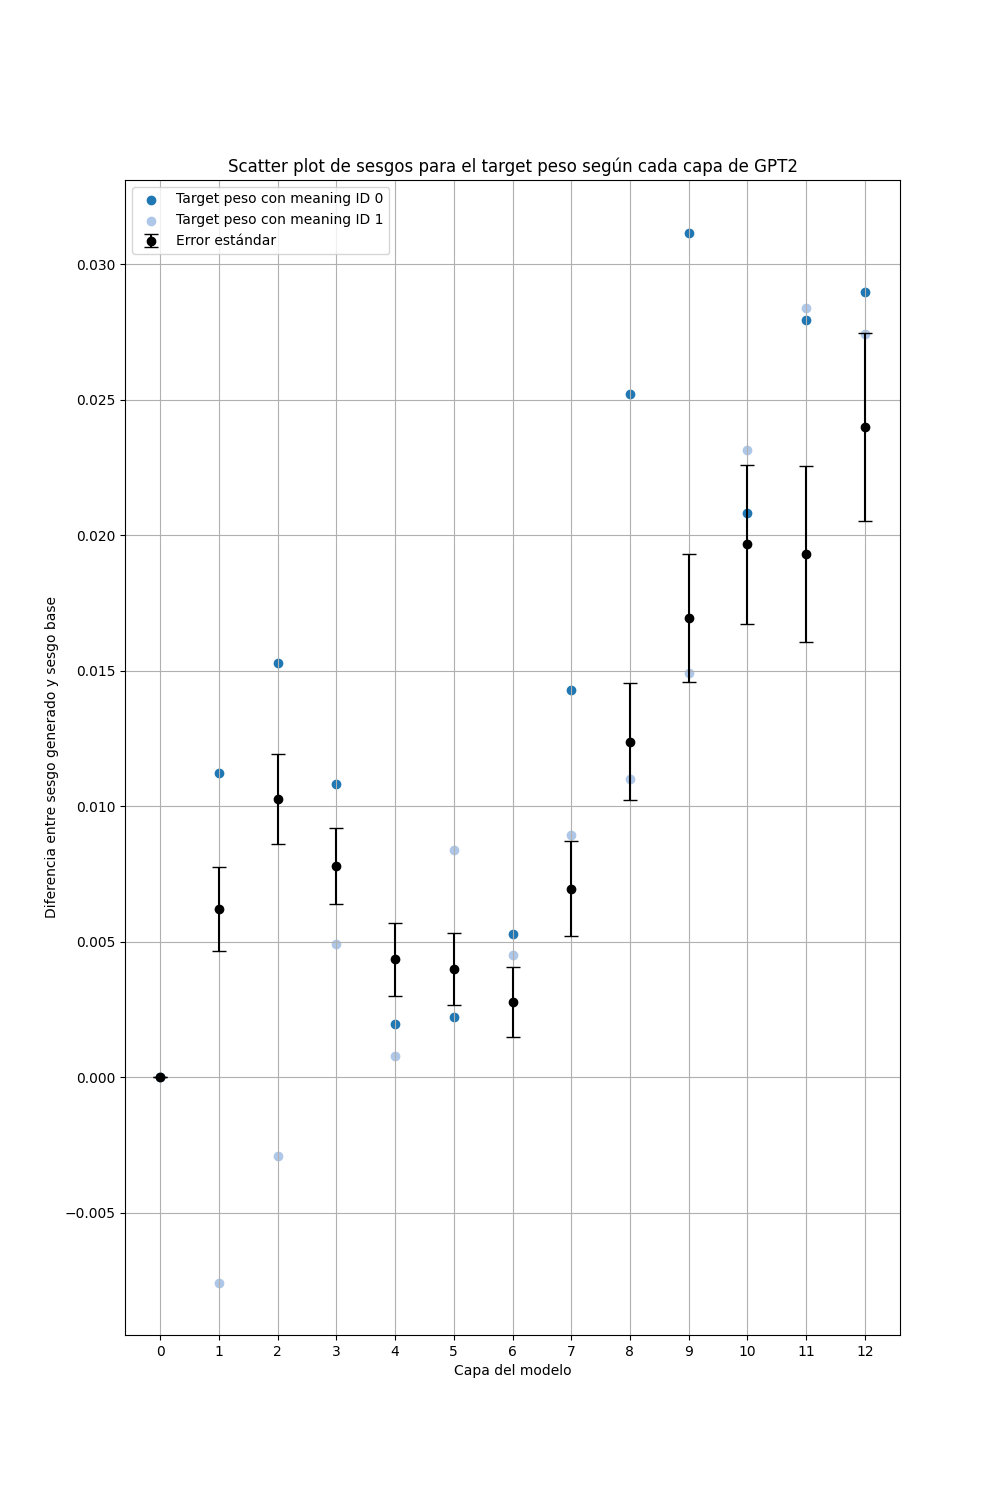 Scatter plot de sesgos para el target peso según cada capa de GPT2
Target peso con meaning ID 0
Target peso con meaning ID 1
Error estándar
0.030
0.025
0.020
0.015
0.010
0.005
0.000
−0.005
Diferencia entre sesgo generado y sesgo base
0 1 2 3 4 5 6 7 8 9 10 11 12
Capa del modelo